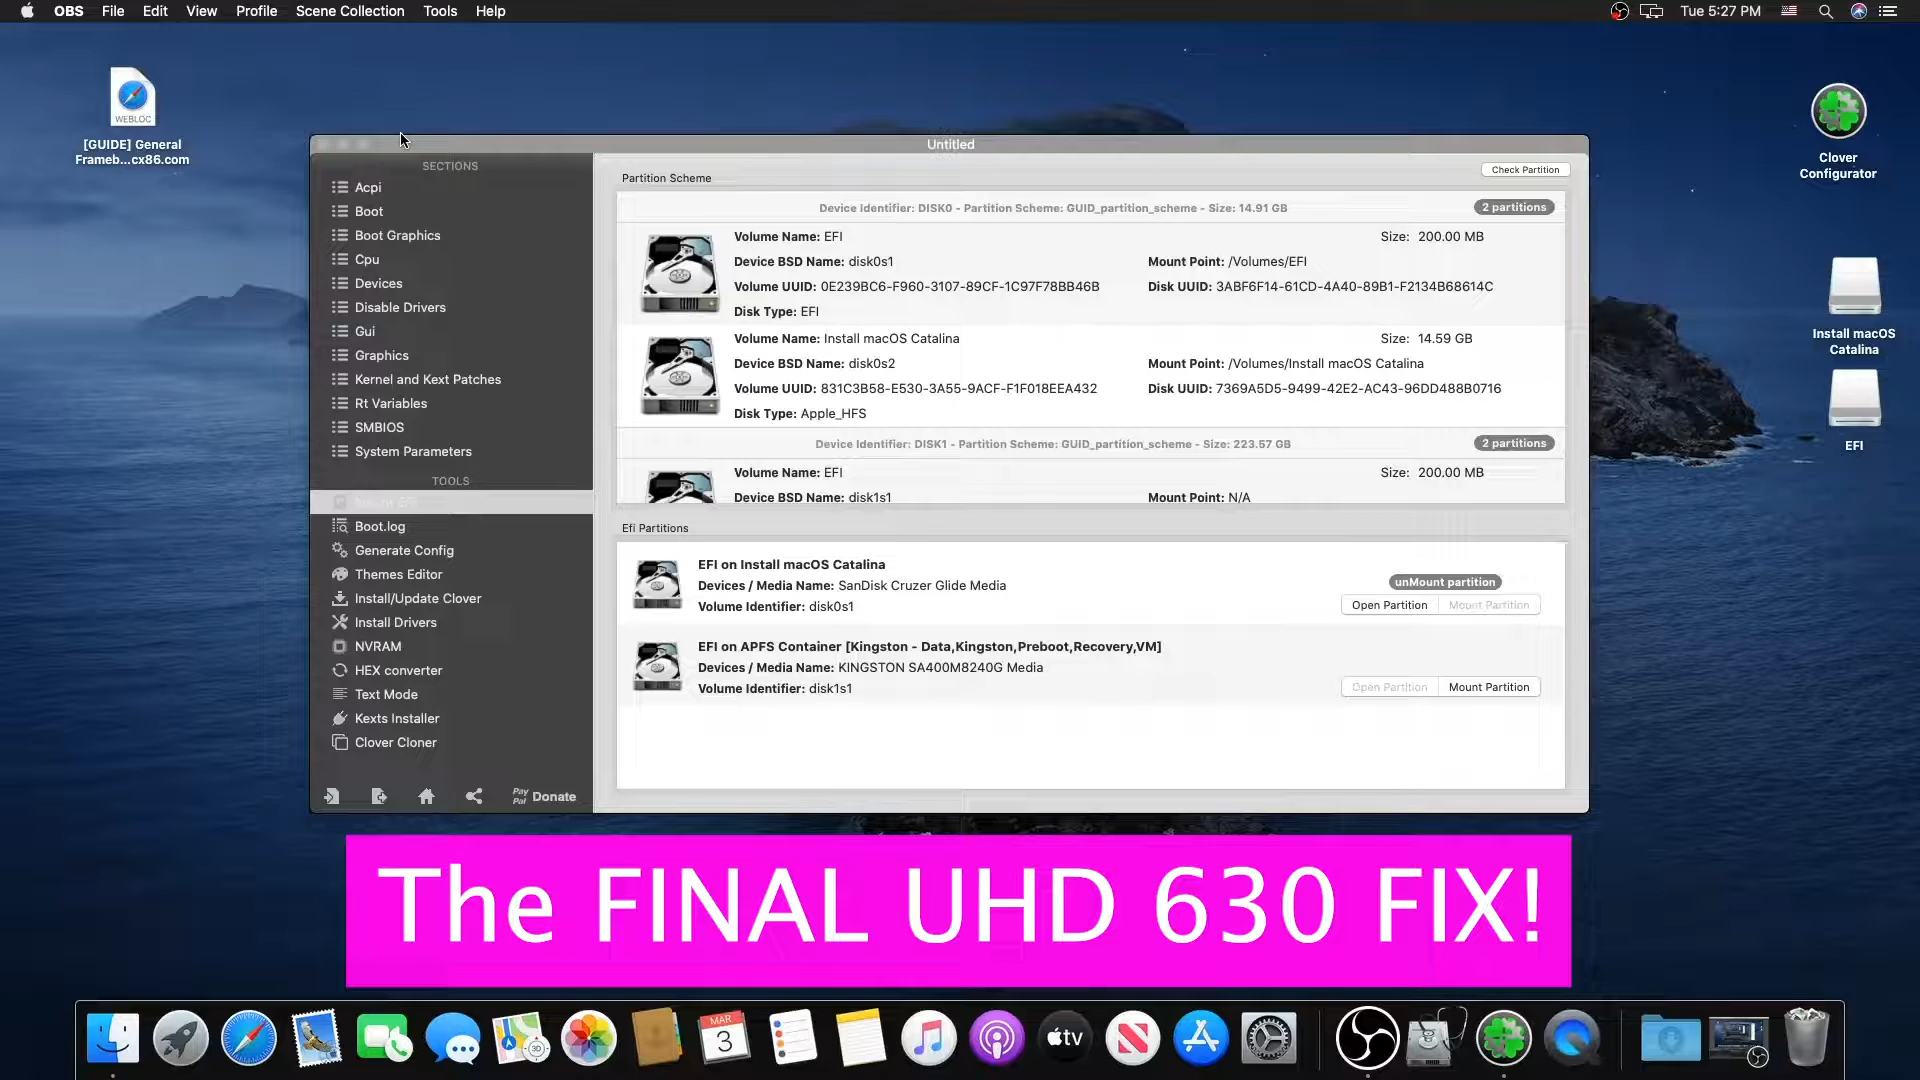 OBS File Edit View Profile Scene Collection Tools Help Tue 5:27 PM
WEBLOC
[GUIDE] General
Frameb...cx86.com
Clover
Configurator
Install macOS
Catalina
EFI
Untitled
SECTIONS
Acpi
Boot
Boot Graphics
Cpu
Devices
Disable Drivers
Gui
Graphics
Kernel and Kext Patches
Rt Variables
SMBIOS
System Parameters
TOOLS
Boot.log
Generate Config
Themes Editor
Install/Update Clover
Install Drivers
NVRAM
HEX converter
Text Mode
Kexts Installer
Clover Cloner
Pay
Pal Donate
Partition Scheme
Check Partition
Device Identifier: DISK0 - Partition Scheme: GUID_partition_scheme - Size: 14.91 GB 2 partitions
Volume Name: EFI Size: 200.00 MB
Device BSD Name: disk0s1 Mount Point: /Volumes/EFI
Volume UUID: 0E239BC6-F960-3107-89CF-1C97F78BB46B Disk UUID: 3ABF6F14-61CD-4A40-89B1-F2134B68614C
Disk Type: EFI
Volume Name: Install macOS Catalina Size: 14.59 GB
Device BSD Name: disk0s2 Mount Point: /Volumes/Install macOS Catalina
Volume UUID: 831C3B58-E530-3A55-9ACF-F1F018EEA432 Disk UUID: 7369A5D5-9499-42E2-AC43-96DD488B0716
Disk Type: Apple_HFS
Device Identifier: DISK1 - Partition Scheme: GUID_partition_scheme - Size: 223.57 GB 2 partitions
Volume Name: EFI Size: 200.00 MB
Device BSD Name: disk1s1 Mount Point: N/A
Efi Partitions
EFI on Install macOS Catalina
Devices / Media Name: SanDisk Cruzer Glide Media unMount partition
Volume Identifier: disk0s1 Open Partition Mount Partition
EFI on APFS Container [Kingston - Data,Kingston,Preboot,Recovery,VM]
Devices / Media Name: KINGSTON SA400M8240G Media
Volume Identifier: disk1s1 Open Partition Mount Partition
The FINAL UHD 630 FIX!
MAR
3
3D
tv